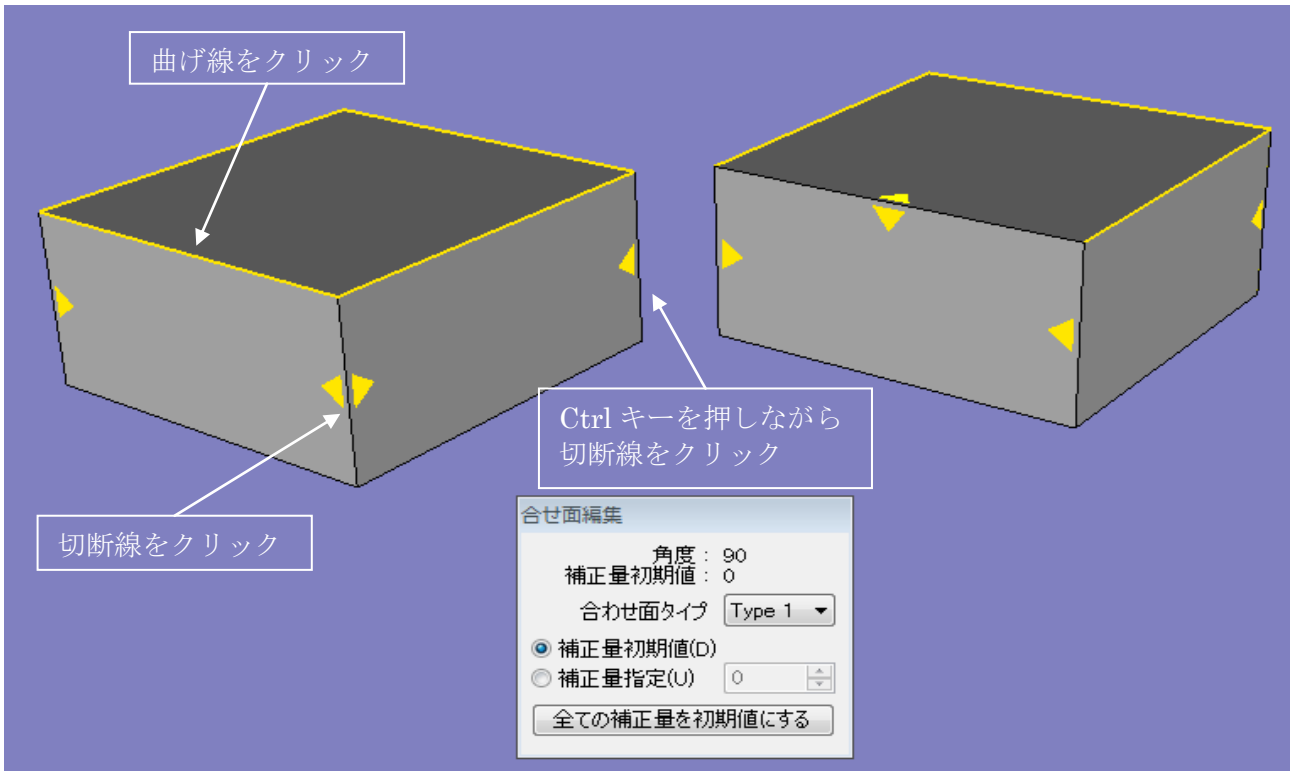 曲げ線をクリック
Ctrl キーを押しながら
切断線をクリック
切断線をクリック
合せ面編集
角度 : 90
補正量初期値 : 0
合わせ面タイプ Type 1
補正量初期値(D)
補正量指定(U) 0
全ての補正量を初期値にする